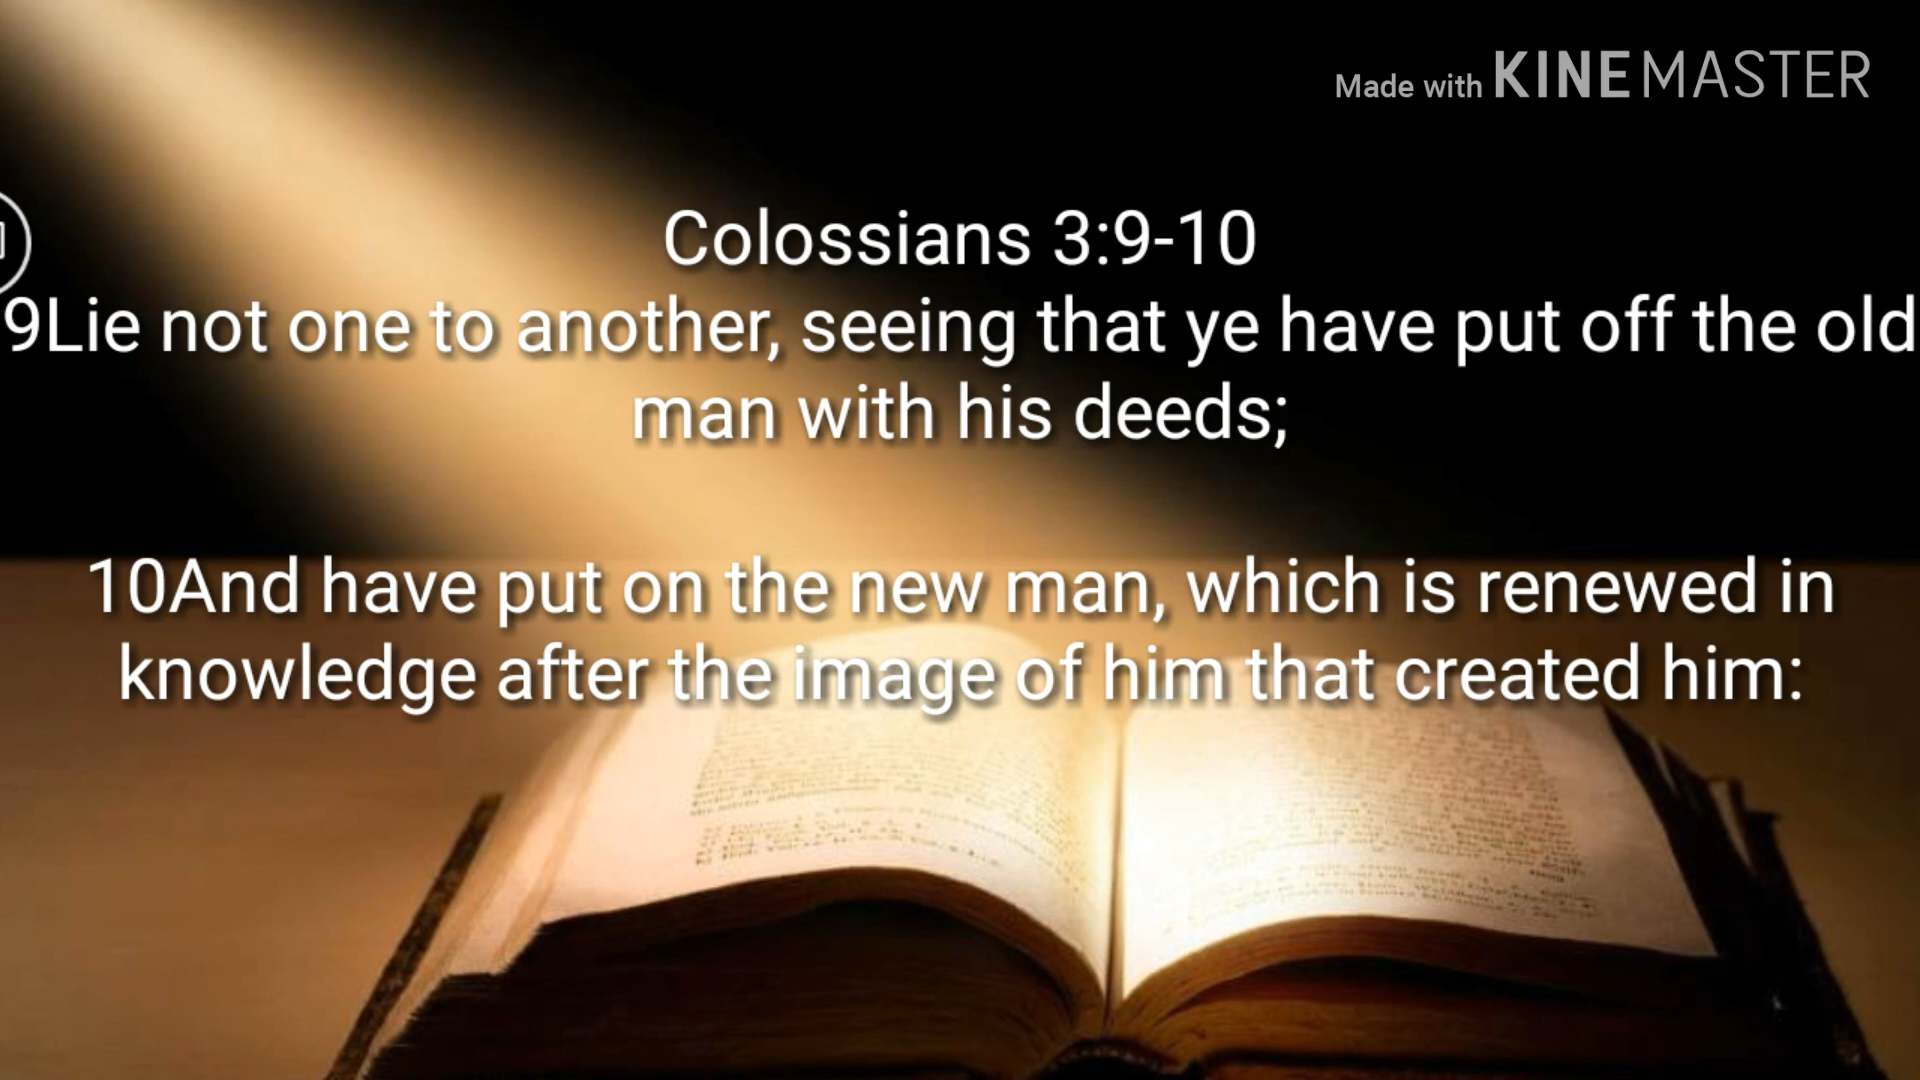 Made with KINEMASTER
Colossians 3:9-10
9Lie not one to another, seeing that ye have put off the old
man with his deeds;
10And have put on the new man, which is renewed in
knowledge after the image of him that created him: